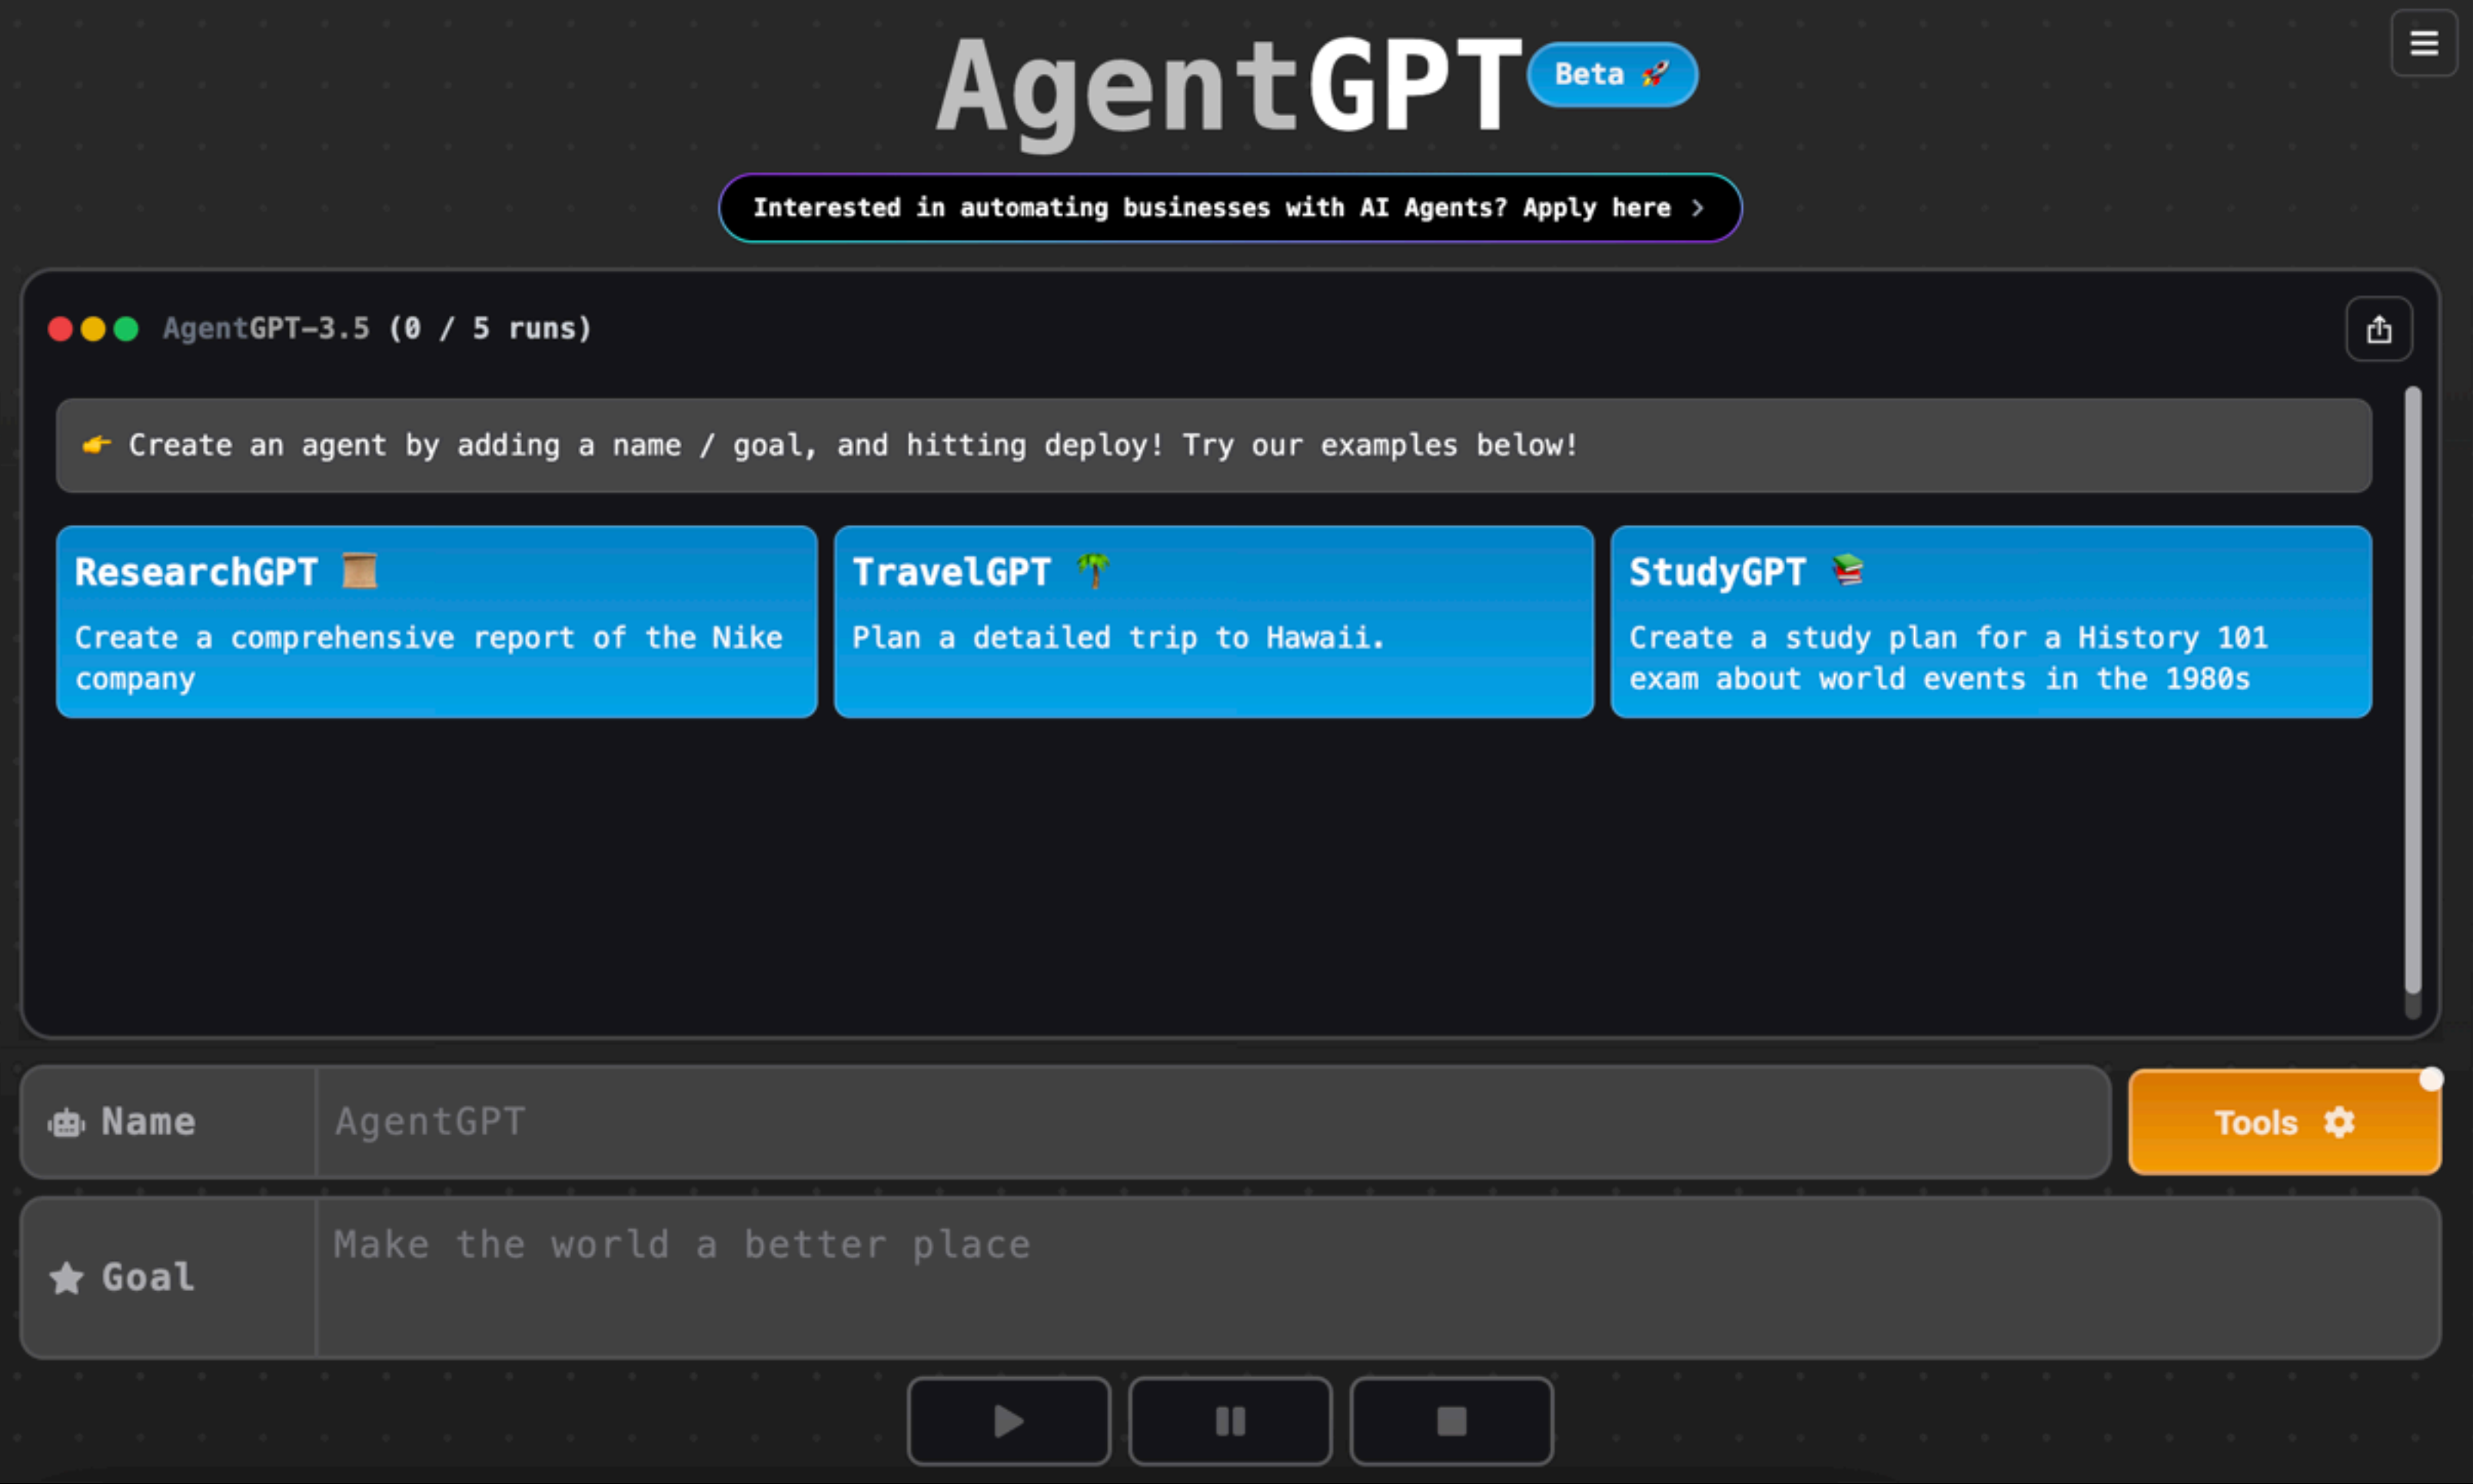 AgentGPT Beta 🚀
Interested in automating businesses with AI Agents? Apply here >
AgentGPT-3.5 (0 / 5 runs)
👉 Create an agent by adding a name / goal, and hitting deploy! Try our examples below!
ResearchGPT 📜
Create a comprehensive report of the Nike
company
TravelGPT 🌴
Plan a detailed trip to Hawaii.
StudyGPT 📚
Create a study plan for a History 101
exam about world events in the 1980s
Name
AgentGPT
Tools
Goal
Make the world a better place